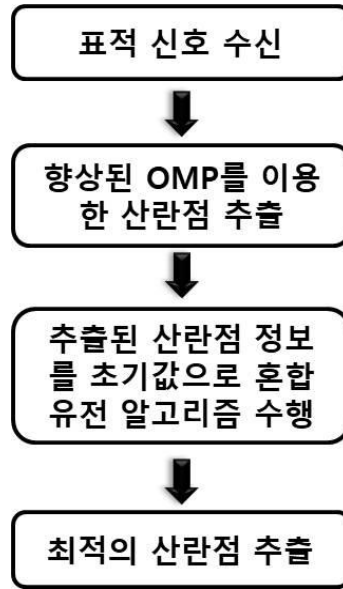 표적 신호 수신
향상된 OMP를 이용
한 산란점 추출
추출된 산란점 정보
를 초기값으로 혼합
유전 알고리즘 수행
최적의 산란점 추출